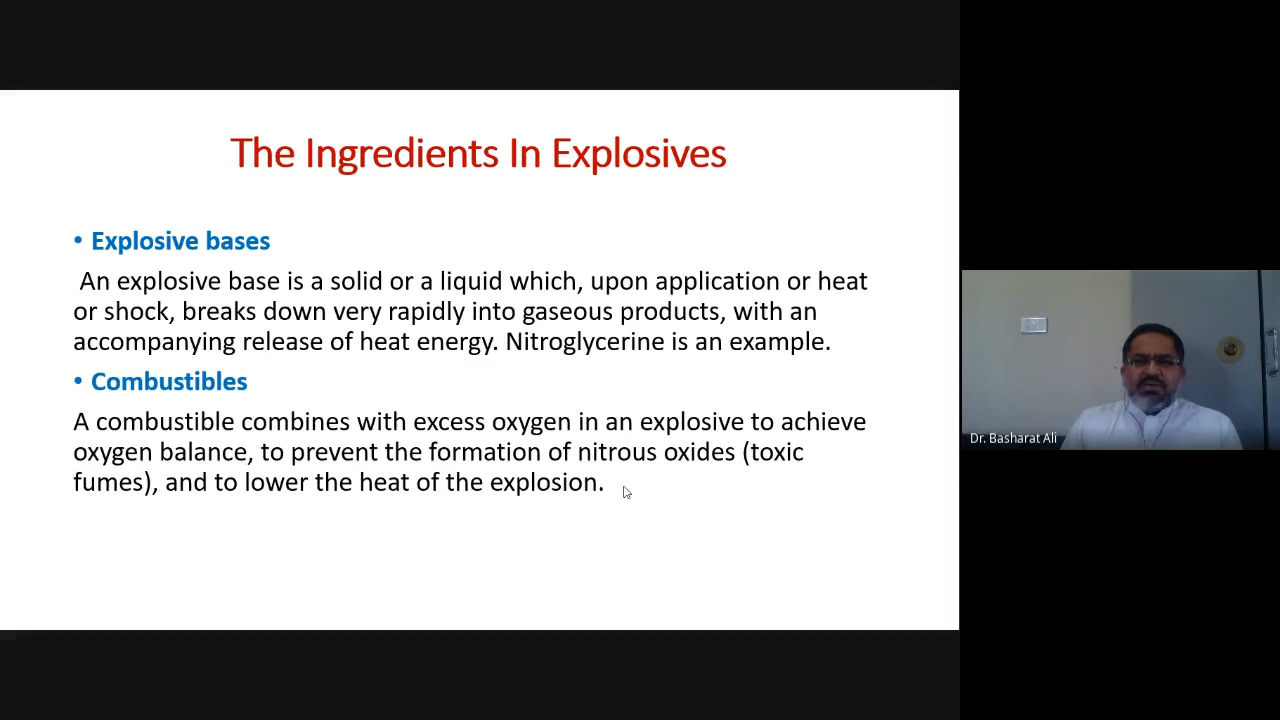 The Ingredients In Explosives
• Explosive bases
An explosive base is a solid or a liquid which, upon application or heat
or shock, breaks down very rapidly into gaseous products, with an
accompanying release of heat energy. Nitroglycerine is an example.
• Combustibles
A combustible combines with excess oxygen in an explosive to achieve
oxygen balance, to prevent the formation of nitrous oxides (toxic
fumes), and to lower the heat of the explosion.
Dr. Basharat Ali